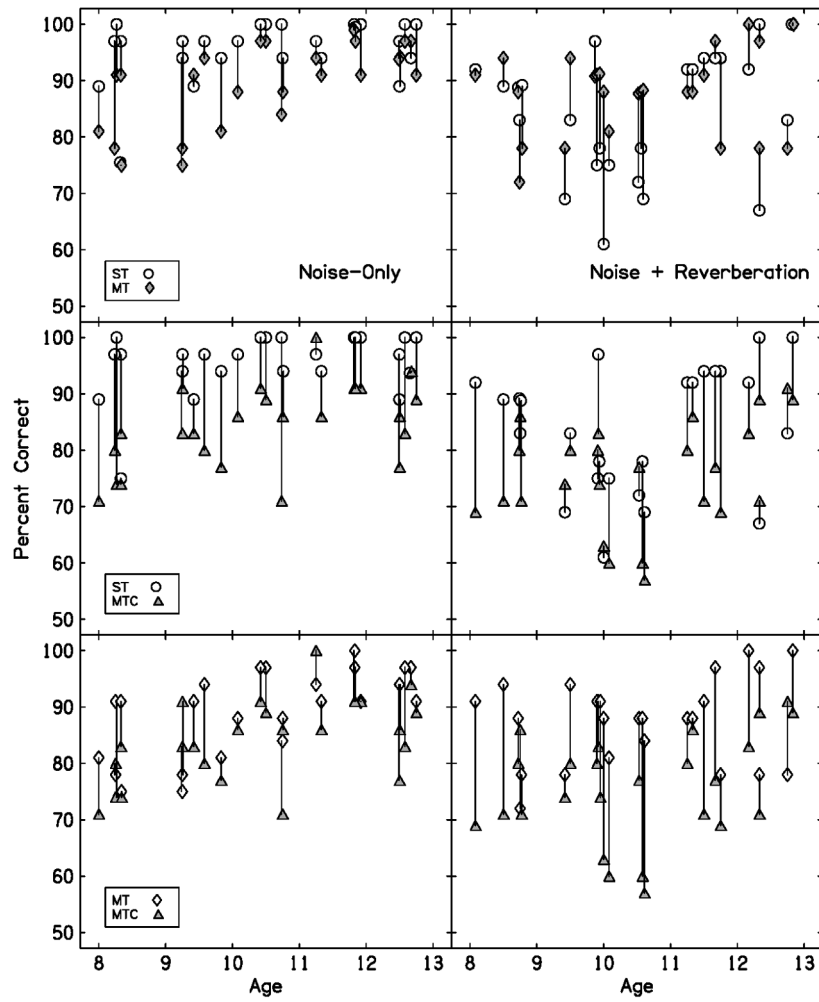 100
90
80
70
60
50
ST
MT
Noise-Only
Noise + Reverberation
Percent Correct
100
90
80
70
60
50
ST
MTC
100
90
80
70
60
50
MT
MTC
8 9 10 11 12 13
8 9 10 11 12 13
Age
Age